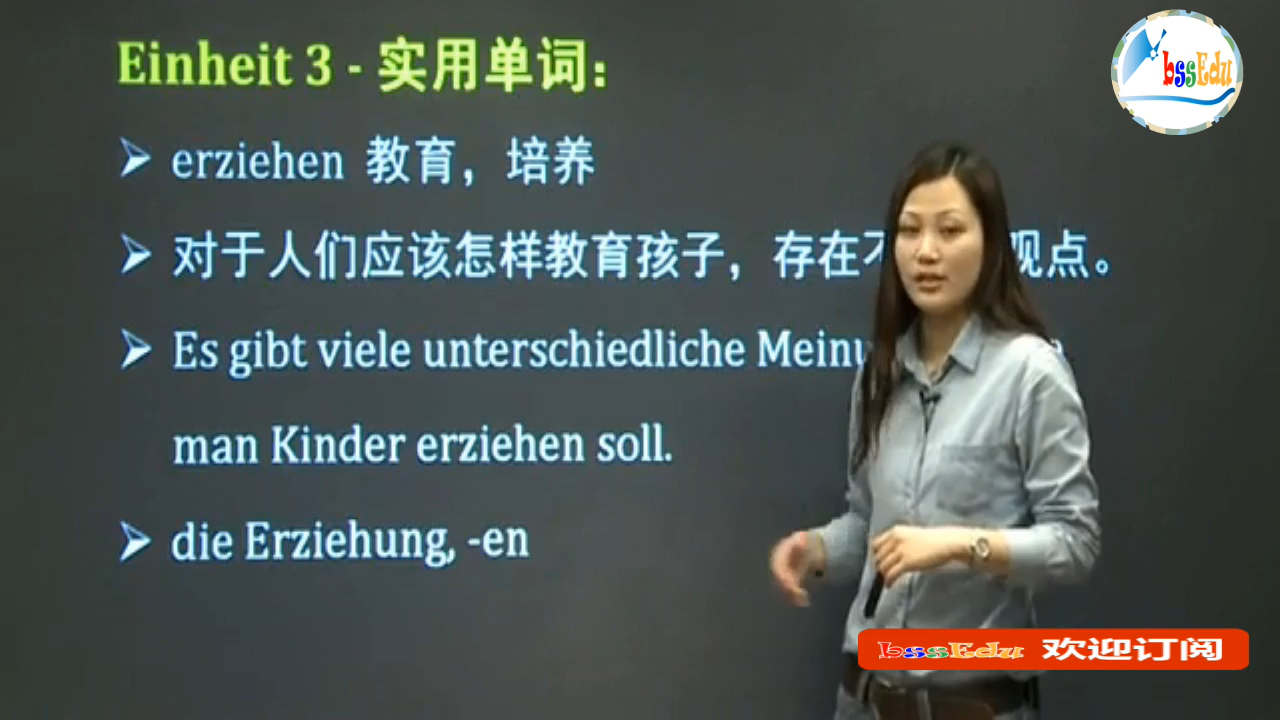 Einheit 3 - 实用单词：
bssEdu
erziehen 教育，培养
对于人们应该怎样教育孩子，存在 观点。
Es gibt viele unterschiedliche
man Kinder erziehen soll.
die Erziehung, -en
bssEdu 欢迎订阅